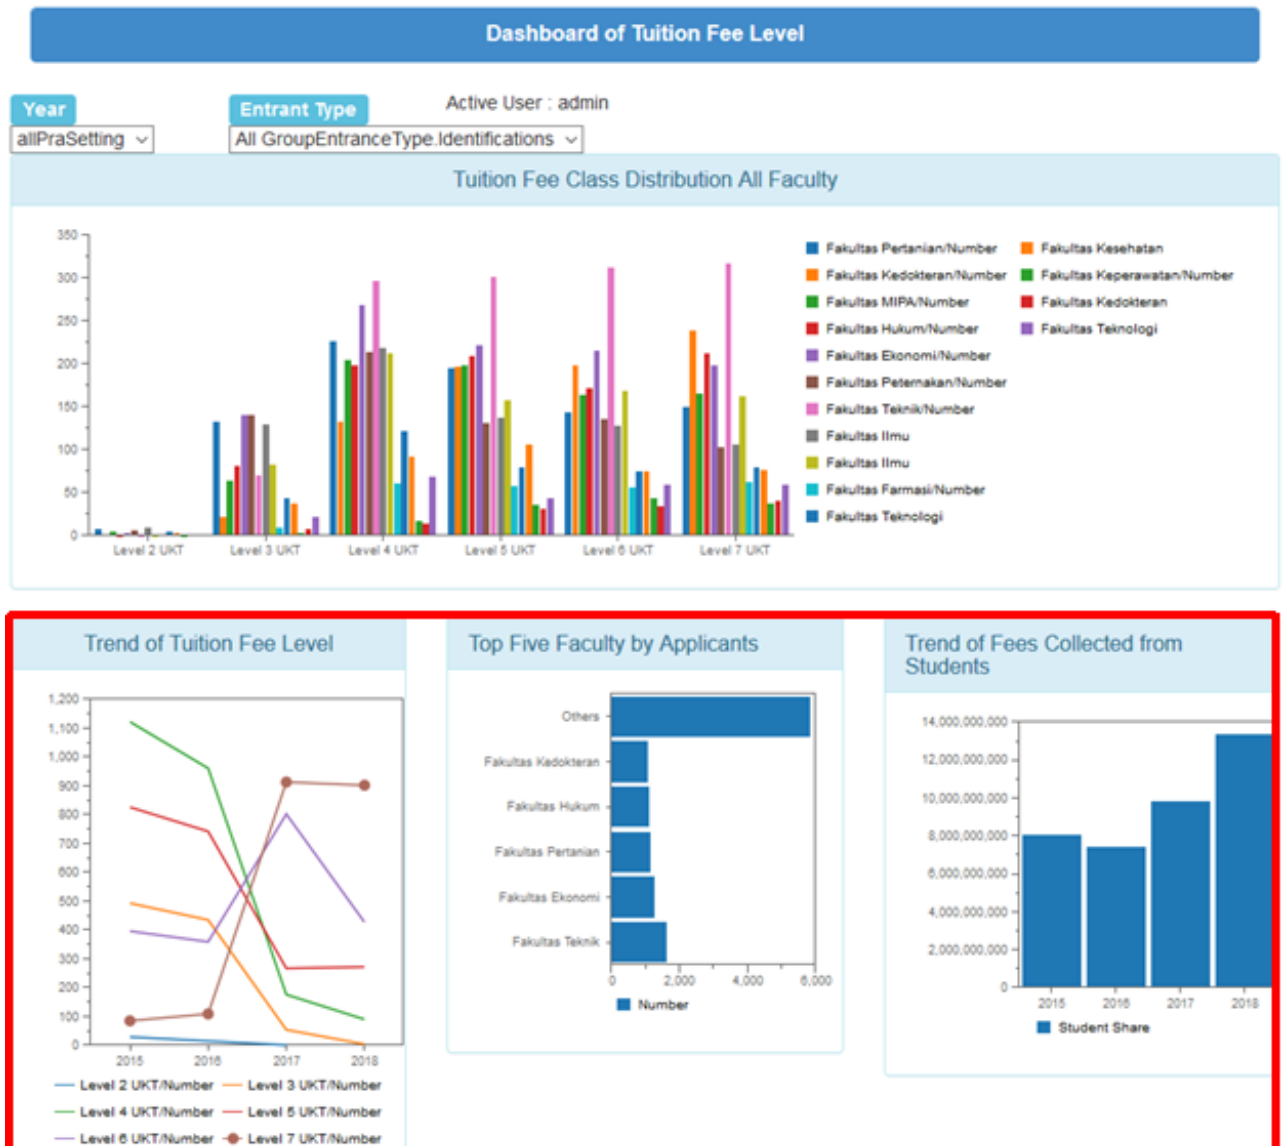 Dashboard of Tuition Fee Level
Year
Entrant Type
Active User : admin
allPraSetting
All GroupEntranceType.Identifications
Tuition Fee Class Distribution All Faculty
350
300
250
200
150
100
50
0
Level 2 UKT
Level 3 UKT
Level 4 UKT
Level 5 UKT
Level 6 UKT
Level 7 UKT
Fakultas Pertanian/Number
Fakultas Kedokteran/Number
Fakultas MIPA/Number
Fakultas Hukum/Number
Fakultas Ekonomi/Number
Fakultas Peternakan/Number
Fakultas Teknik/Number
Fakultas Ilmu
Fakultas Ilmu
Fakultas Farmasi/Number
Fakultas Teknologi
Fakultas Kesehatan
Fakultas Keperawatan/Number
Fakultas Kedokteran
Fakultas Teknologi
Trend of Tuition Fee Level
1,200
1,100
1,000
900
800
700
600
500
400
300
200
100
0
2015
2016
2017
2018
Level 2 UKT/Number
Level 3 UKT/Number
Level 4 UKT/Number
Level 5 UKT/Number
Level 6 UKT/Number
Level 7 UKT/Number
Top Five Faculty by Applicants
Others
Fakultas Kedokteran
Fakultas Hukum
Fakultas Pertanian
Fakultas Ekonomi
Fakultas Teknik
0
2,000
4,000
6,000
Number
Trend of Fees Collected from
Students
14,000,000,000
12,000,000,000
10,000,000,000
8,000,000,000
6,000,000,000
4,000,000,000
2,000,000,000
0
2015
2016
2017
2018
Student Share